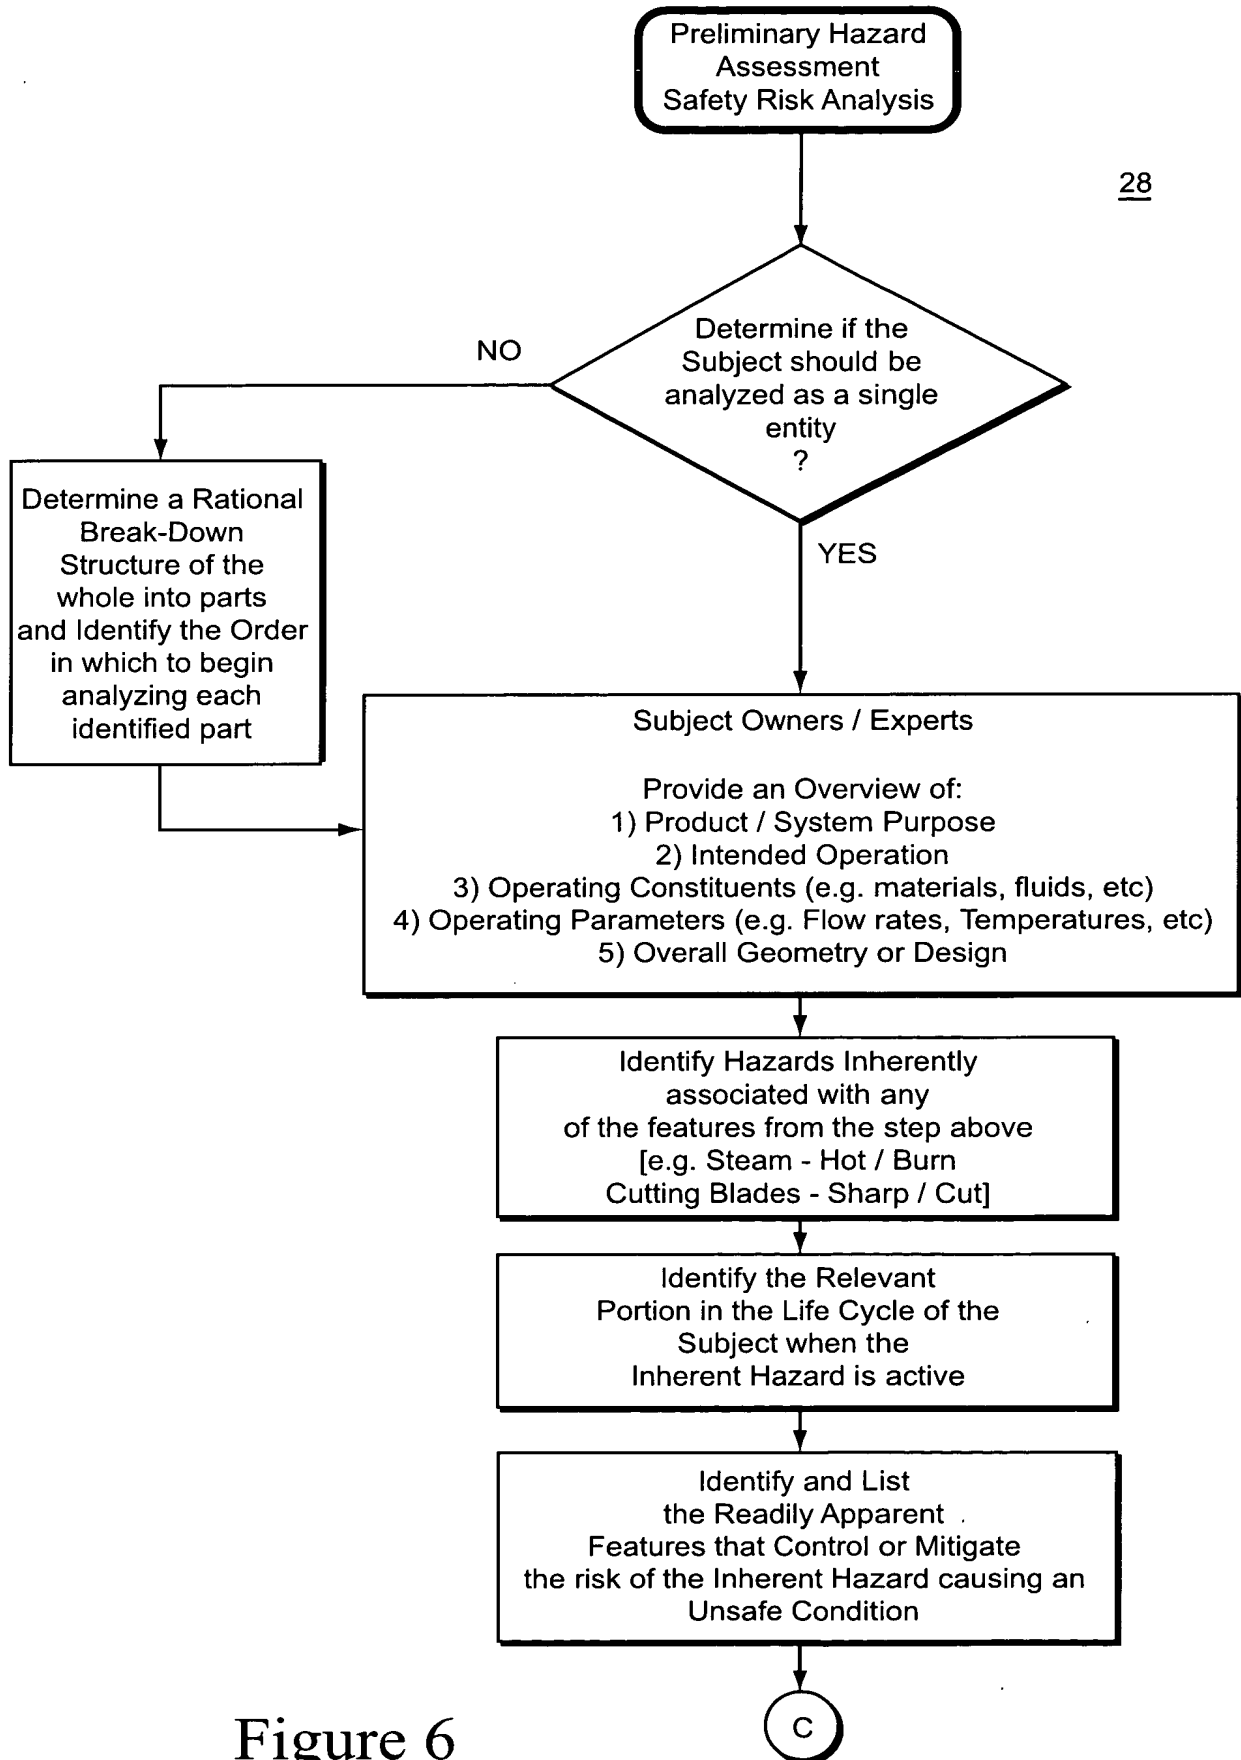 Preliminary Hazard
Assessment
Safety Risk Analysis
28
Determine if the
Subject should be
analyzed as a single
entity
?
NO
YES
Determine a Rational
Break-Down
Structure of the
whole into parts
and Identify the Order
in which to begin
analyzing each
identified part
Subject Owners / Experts
Provide an Overview of:
1) Product / System Purpose
2) Intended Operation
3) Operating Constituents (e.g. materials, fluids, etc)
4) Operating Parameters (e.g. Flow rates, Temperatures, etc)
5) Overall Geometry or Design
Identify Hazards Inherently
associated with any
of the features from the step above
[e.g. Steam - Hot / Burn
Cutting Blades - Sharp / Cut]
Identify the Relevant
Portion in the Life Cycle of the
Subject when the
Inherent Hazard is active
Identify and List
the Readily Apparent
Features that Control or Mitigate
the risk of the Inherent Hazard causing an
Unsafe Condition
C
Figure 6